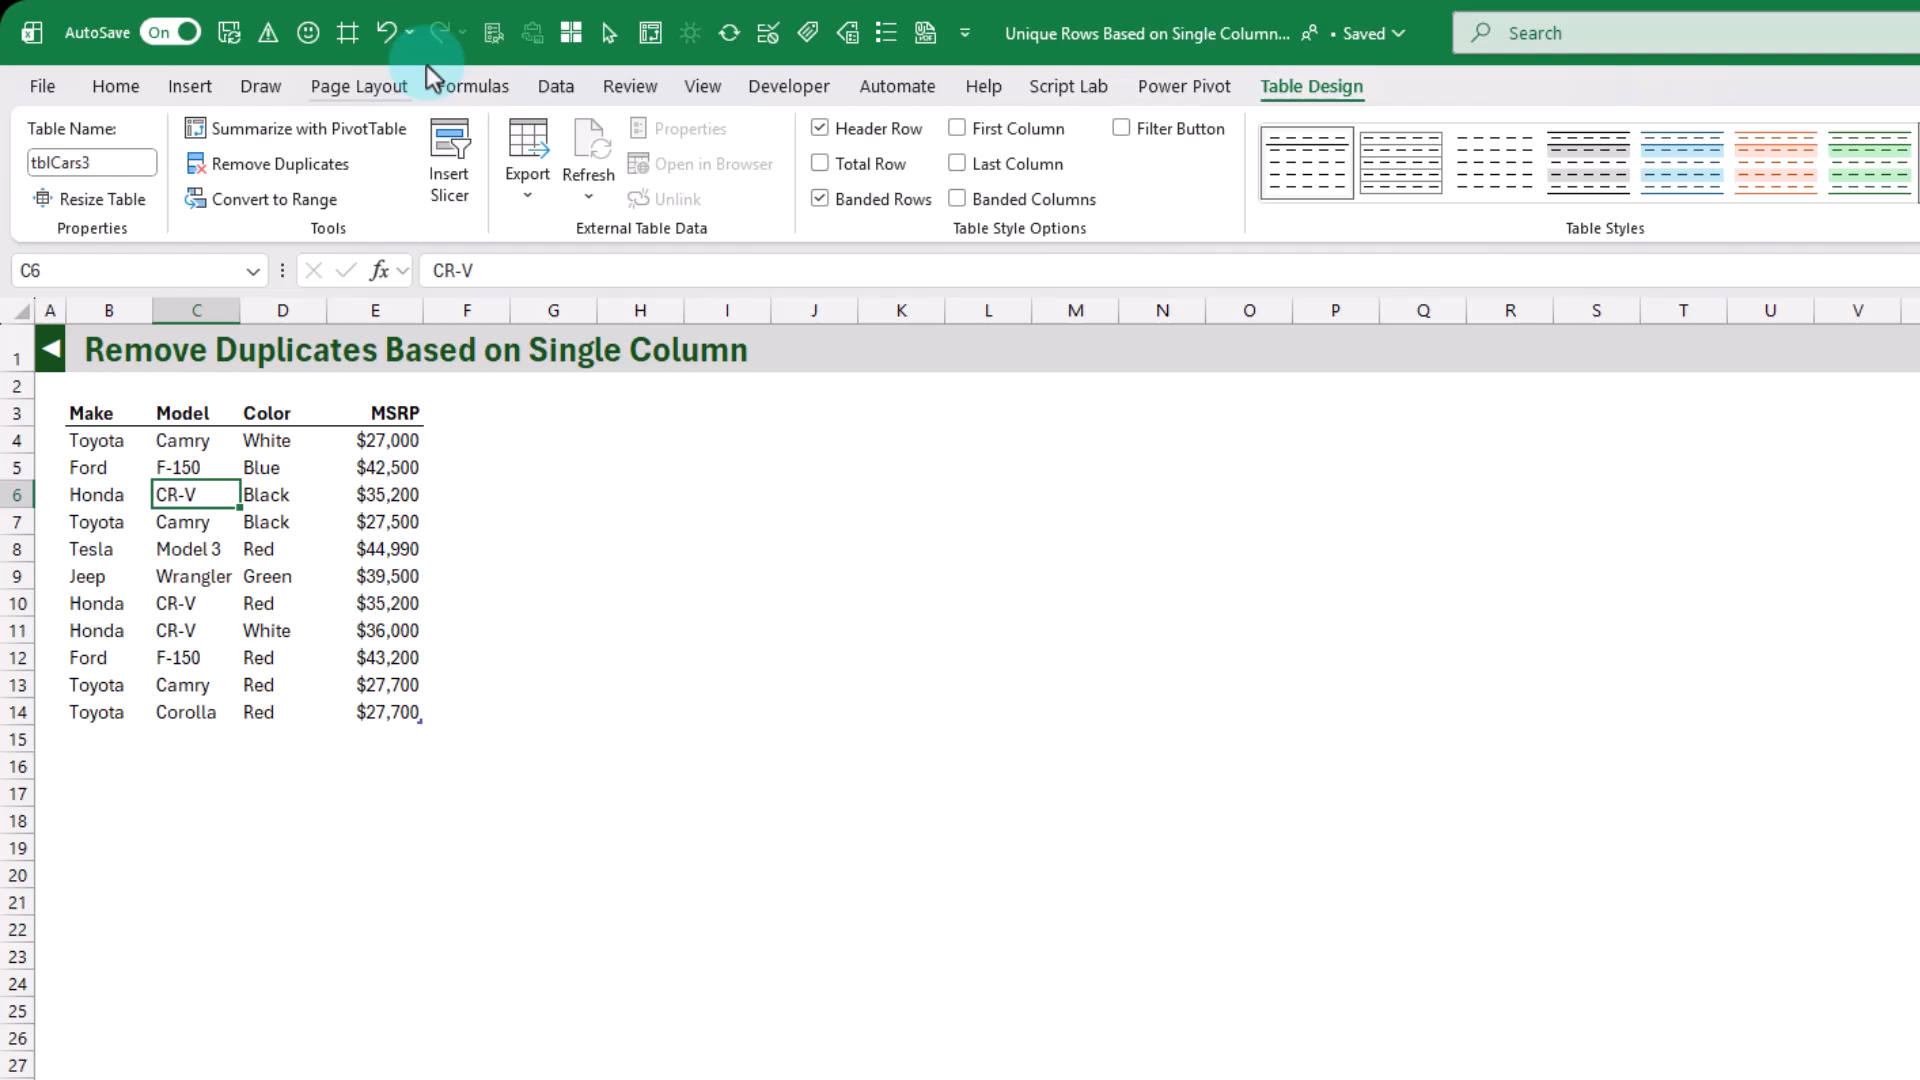 AutoSave On Unique Rows Based on Single Column... • Saved Search
File Home Insert Draw Page Layout Formulas Data Review View Developer Automate Help Script Lab Power Pivot Table Design
Table Name: Summarize with PivotTable Properties Header Row First Column Filter Button
tblCars3 Remove Duplicates Insert Slicer Export Refresh Open in Browser Total Row Last Column
Resize Table Convert to Range Unlink Banded Rows Banded Columns
Properties Tools External Table Data Table Style Options Table Styles
C6 fx CR-V
A B C D E F G H I J K L M N O P Q R S T U V
1 Remove Duplicates Based on Single Column
2
3 Make Model Color MSRP
4 Toyota Camry White $27,000
5 Ford F-150 Blue $42,500
6 Honda CR-V Black $35,200
7 Toyota Camry Black $27,500
8 Tesla Model 3 Red $44,990
9 Jeep Wrangler Green $39,500
10 Honda CR-V Red $35,200
11 Honda CR-V White $36,000
12 Ford F-150 Red $43,200
13 Toyota Camry Red $27,700
14 Toyota Corolla Red $27,700
15
16
17
18
19
20
21
22
23
24
25
26
27